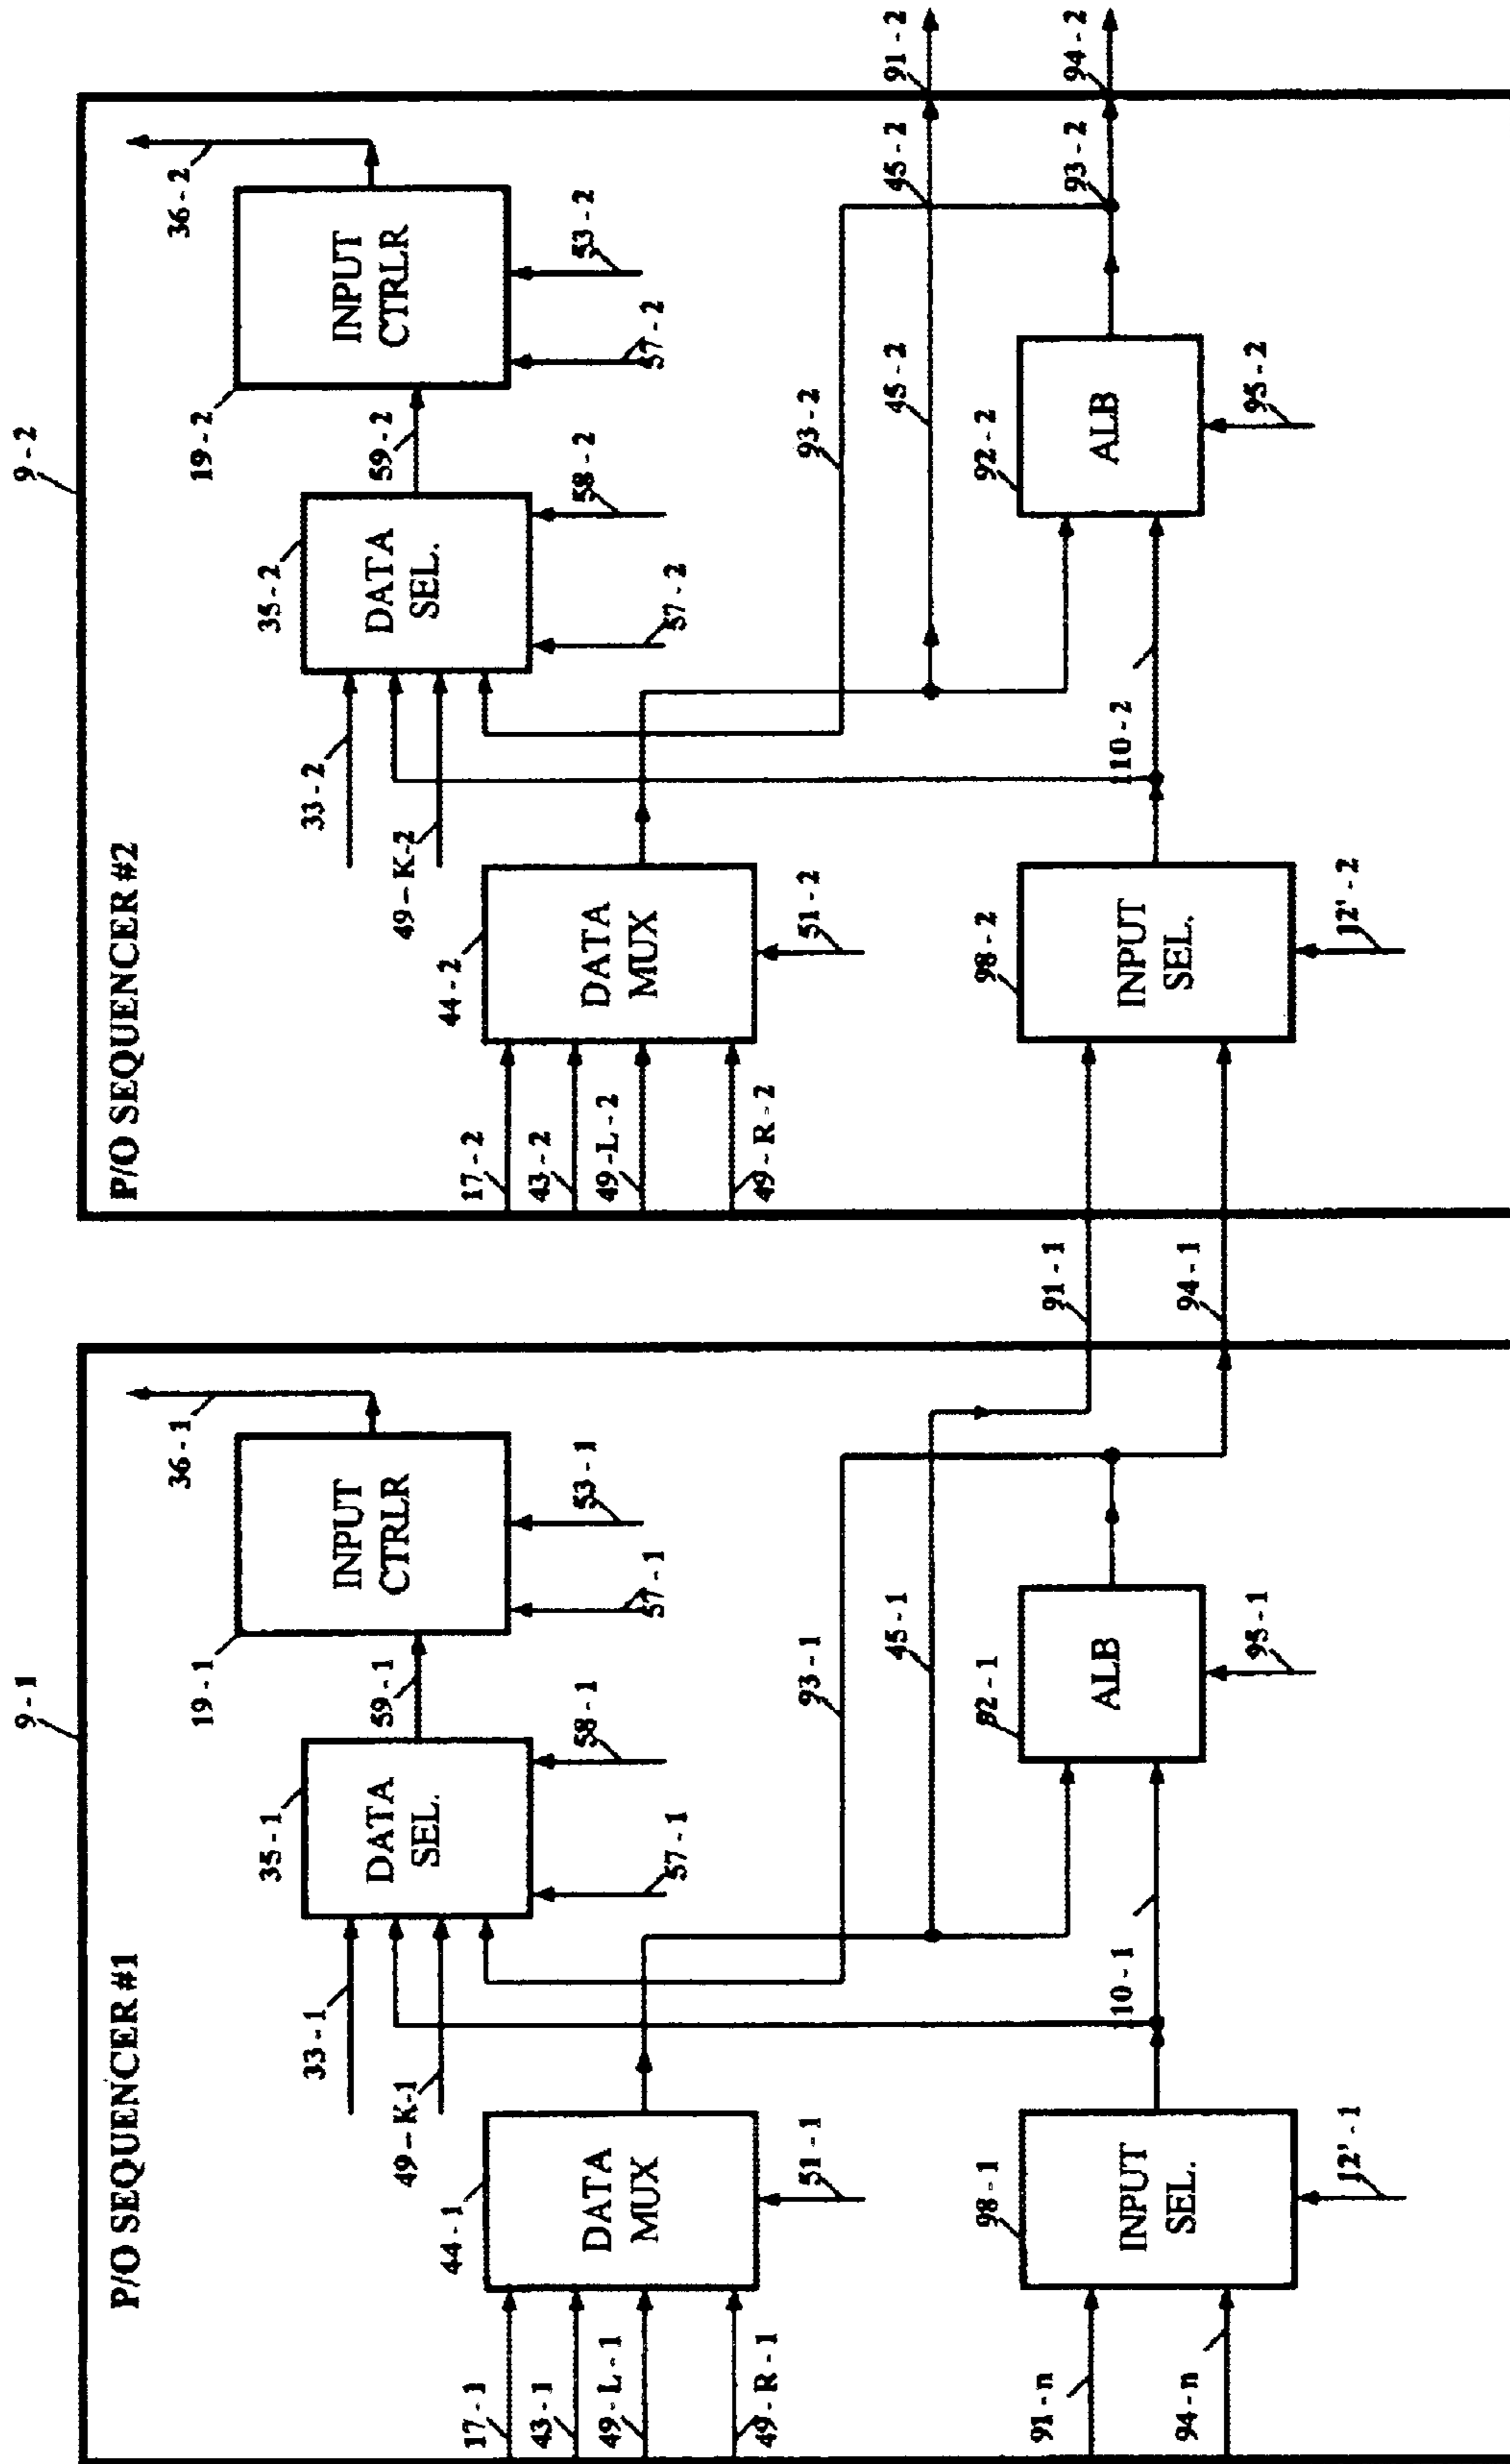 9 - 1
P/O SEQUENCER #1
36 - 1
19 - 1
INPUT
CTRLR
53 - 1
57 - 1
59 - 1
35 - 1
DATA
SEL.
58 - 1
57 - 1
33 - 1
49 - K-1
93 - 1
45 - 1
44 - 1
DATA
MUX
51 - 1
17 - 1
43 - 1
49 - L - 1
49 - R - 1
92 - 1
ALB
95 - 1
110 - 1
98 - 1
INPUT
SEL.
12' - 1
91 - n
94 - n
91 - 1
94 - 1
9 - 2
P/O SEQUENCER #2
36 - 2
19 - 2
INPUT
CTRLR
53 - 2
57 - 2
59 - 2
35 - 2
DATA
SEL.
58 - 2
57 - 2
33 - 2
49 - K-2
93 - 2
45 - 2
45 - 2
91 - 2
93 - 2
94 - 2
44 - 2
DATA
MUX
51 - 2
17 - 2
43 - 2
49 - L - 2
49 - R - 2
92 - 2
ALB
95 - 2
110 - 2
98 - 2
INPUT
SEL.
12' - 2